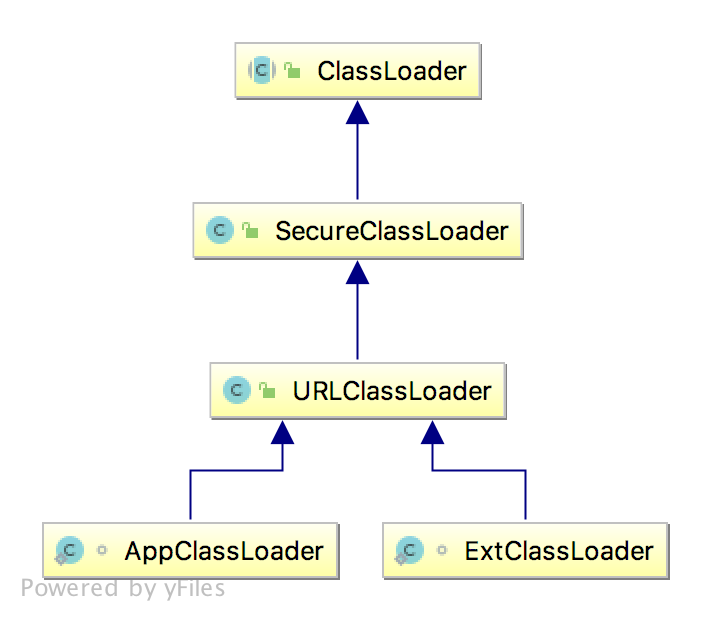 ClassLoader
SecureClassLoader
URLClassLoader
AppClassLoader
ExtClassLoader
Powered by yFiles